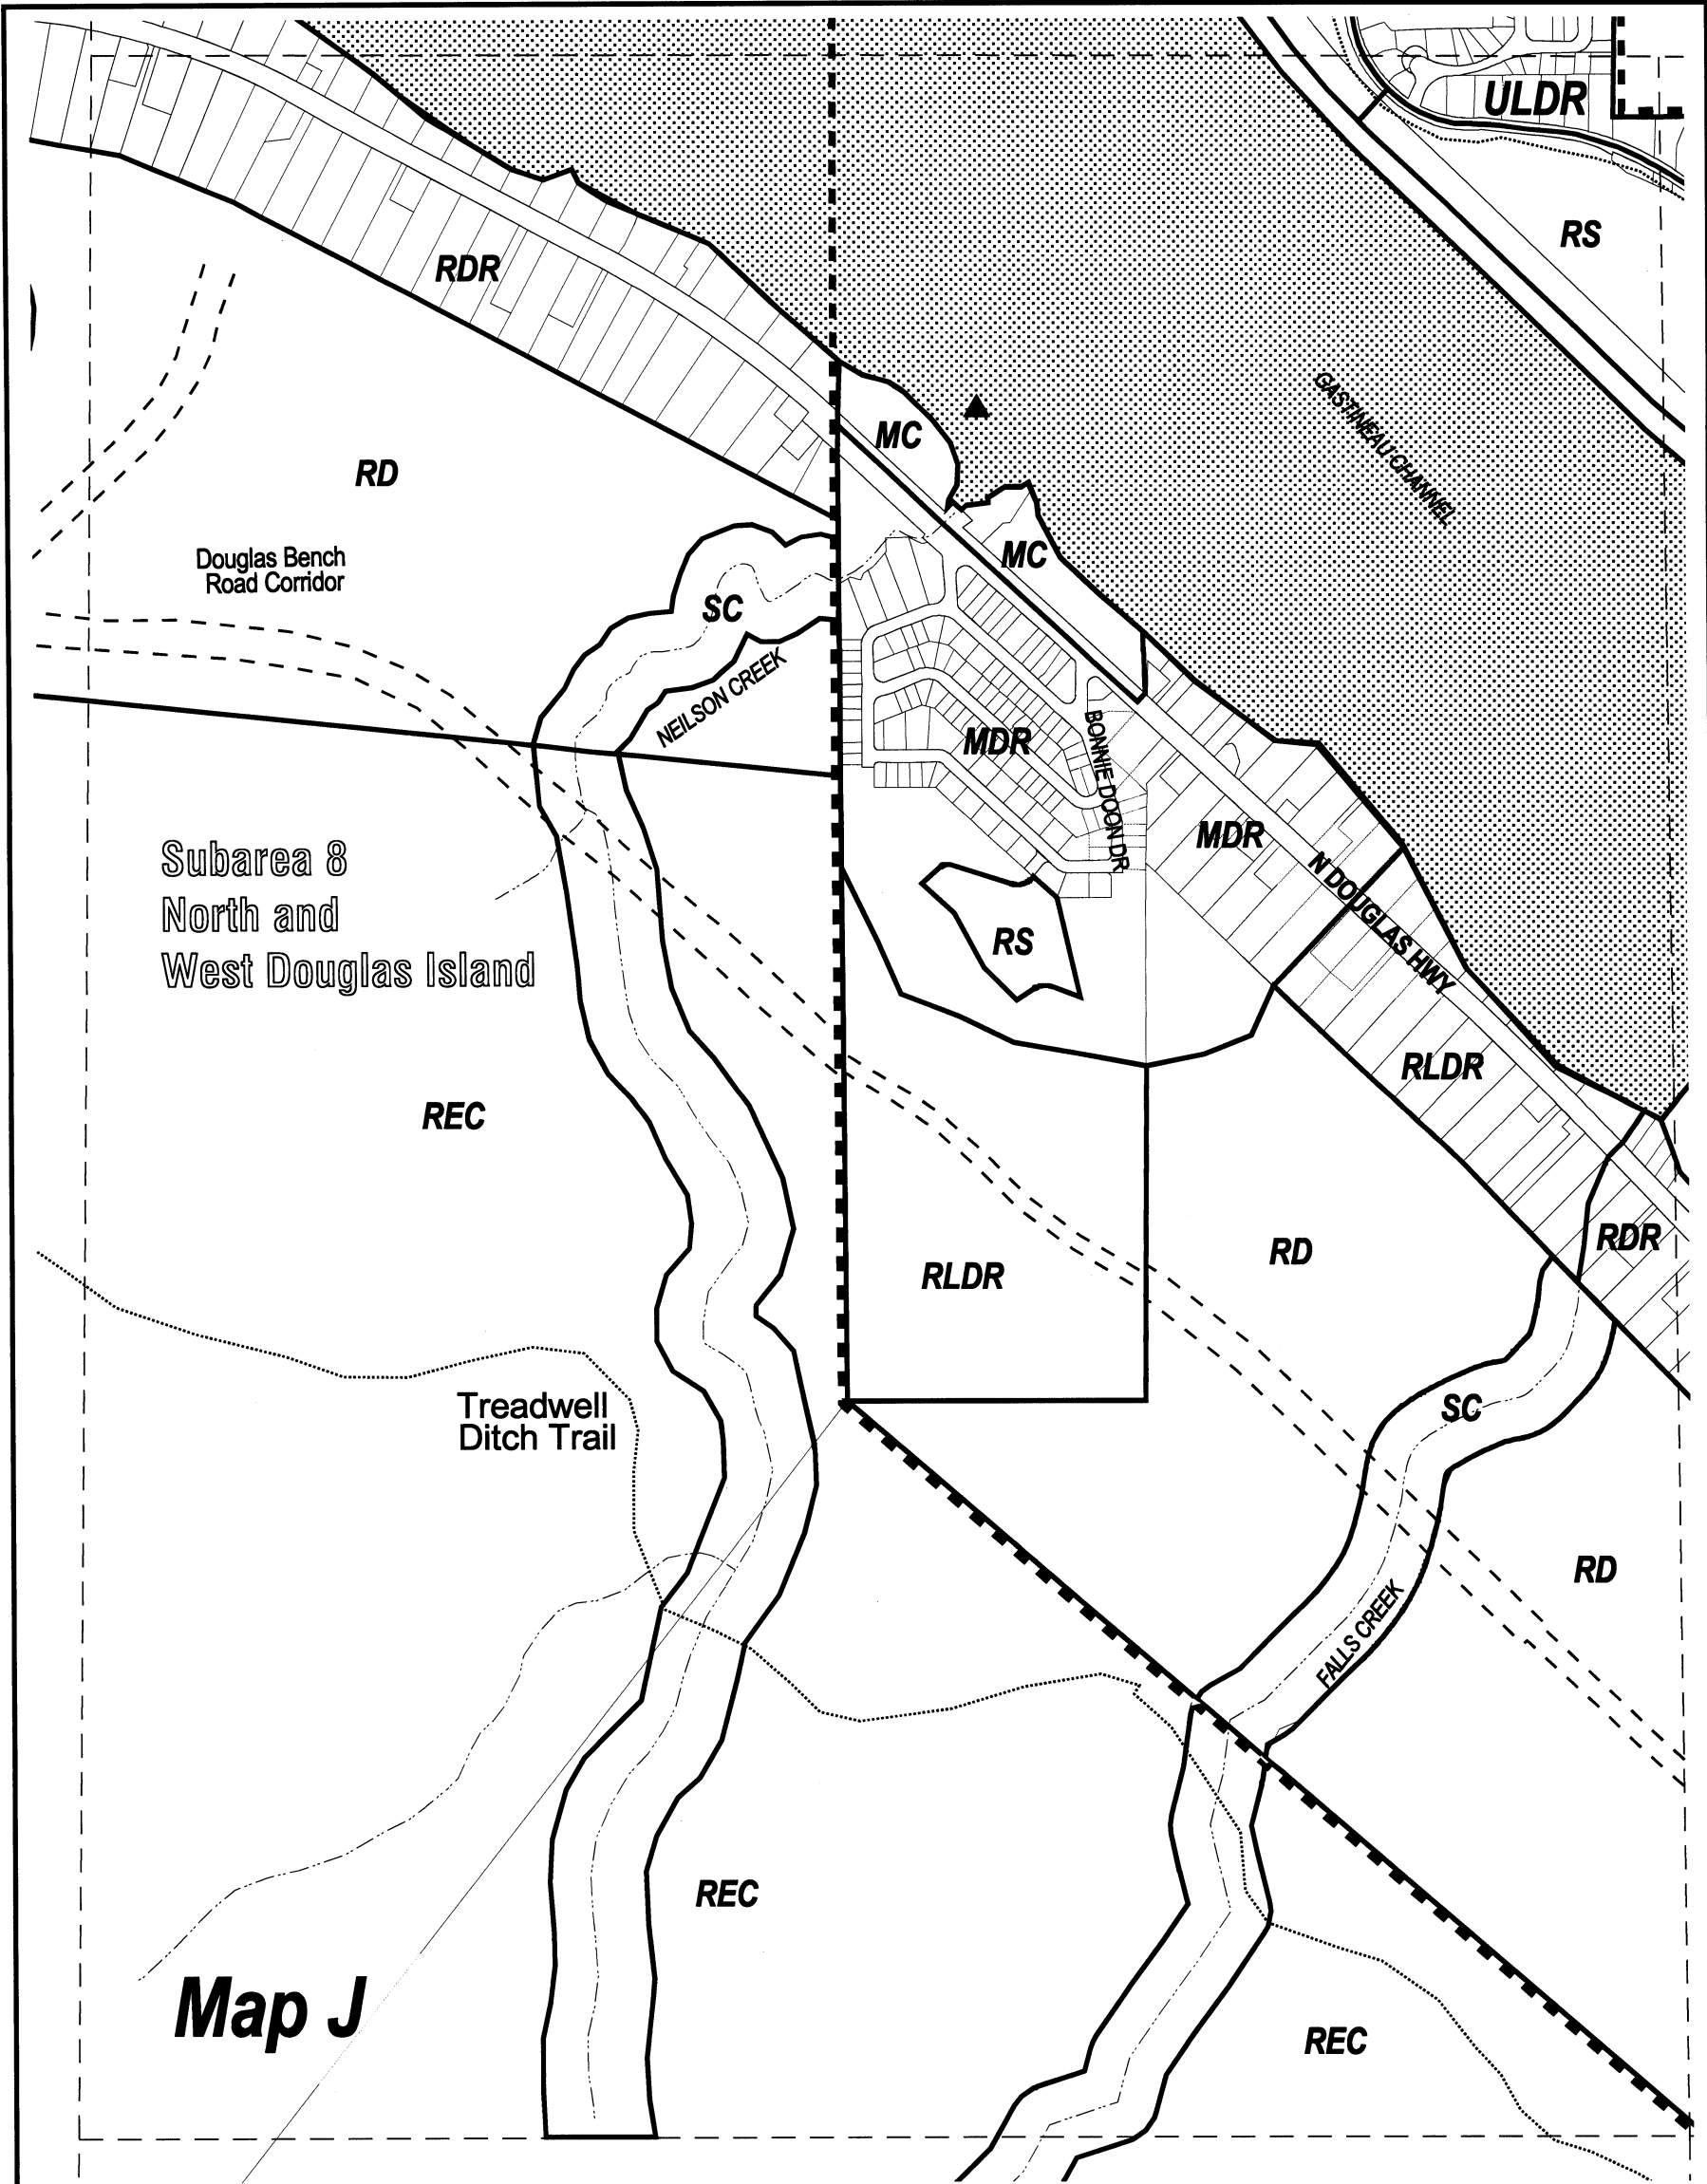 ULDR
RS
RDR
GASTINEAU CHANNEL
MC
RD
MC
Douglas Bench
Road Corridor
SC
NEILSON CREEK
MDR
BONNIE DOON DR
MDR
N DOUGLAS HWY
Subarea 8
North and
West Douglas Island
RS
RLDR
REC
RDR
RD
RLDR
Treadwell
Ditch Trail
SC
RD
FALLS CREEK
REC
Map J
REC